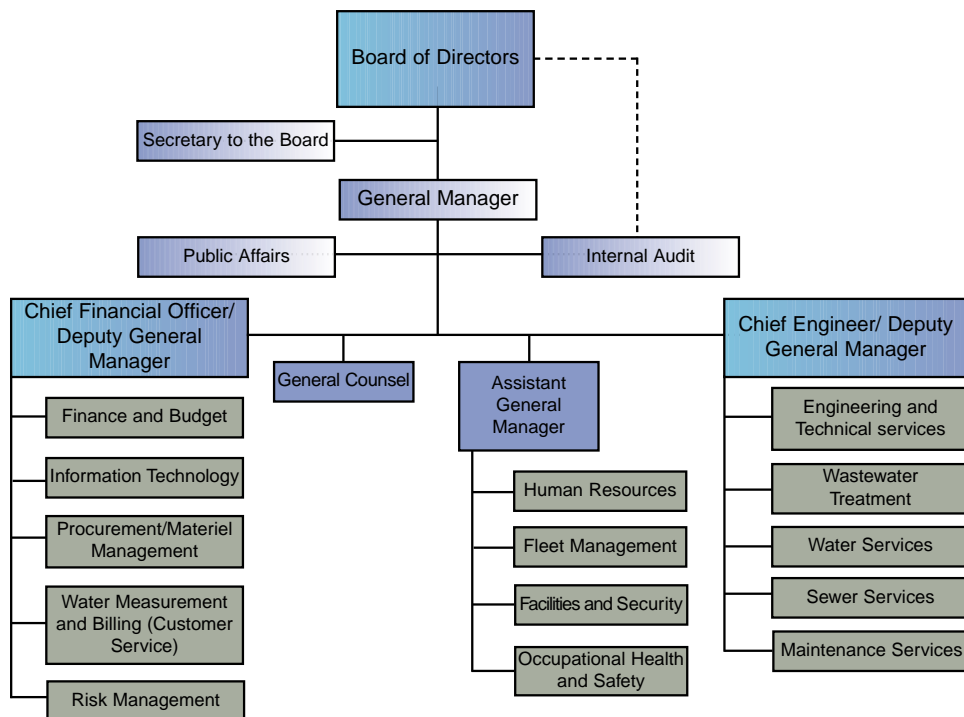 Board of Directors
Secretary to the Board
General Manager
Public Affairs
Internal Audit
Chief Financial Officer/
Deputy General
Manager
General Counsel
Assistant
General
Manager
Chief Engineer/ Deputy
General Manager
Finance and Budget
Information Technology
Procurement/Materiel
Management
Water Measurement
and Billing (Customer
Service)
Risk Management
Human Resources
Fleet Management
Facilities and Security
Occupational Health
and Safety
Engineering and
Technical services
Wastewater
Treatment
Water Services
Sewer Services
Maintenance Services